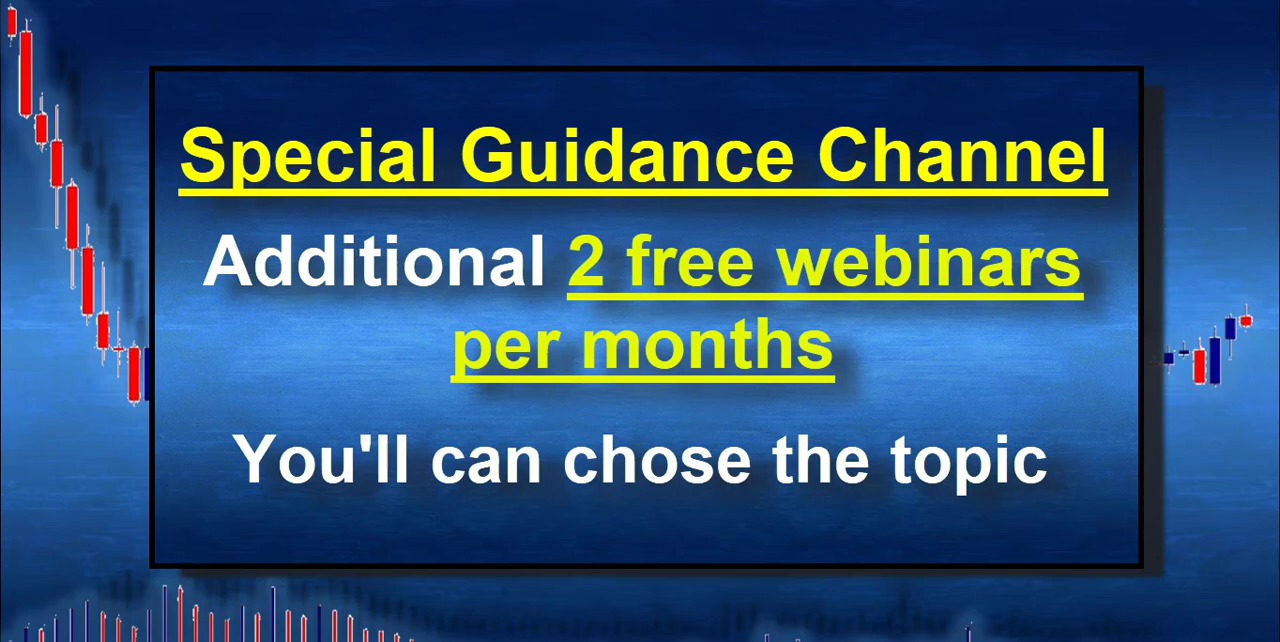 Special Guidance Channel
Additional 2 free webinars
per months
You'll can chose the topic